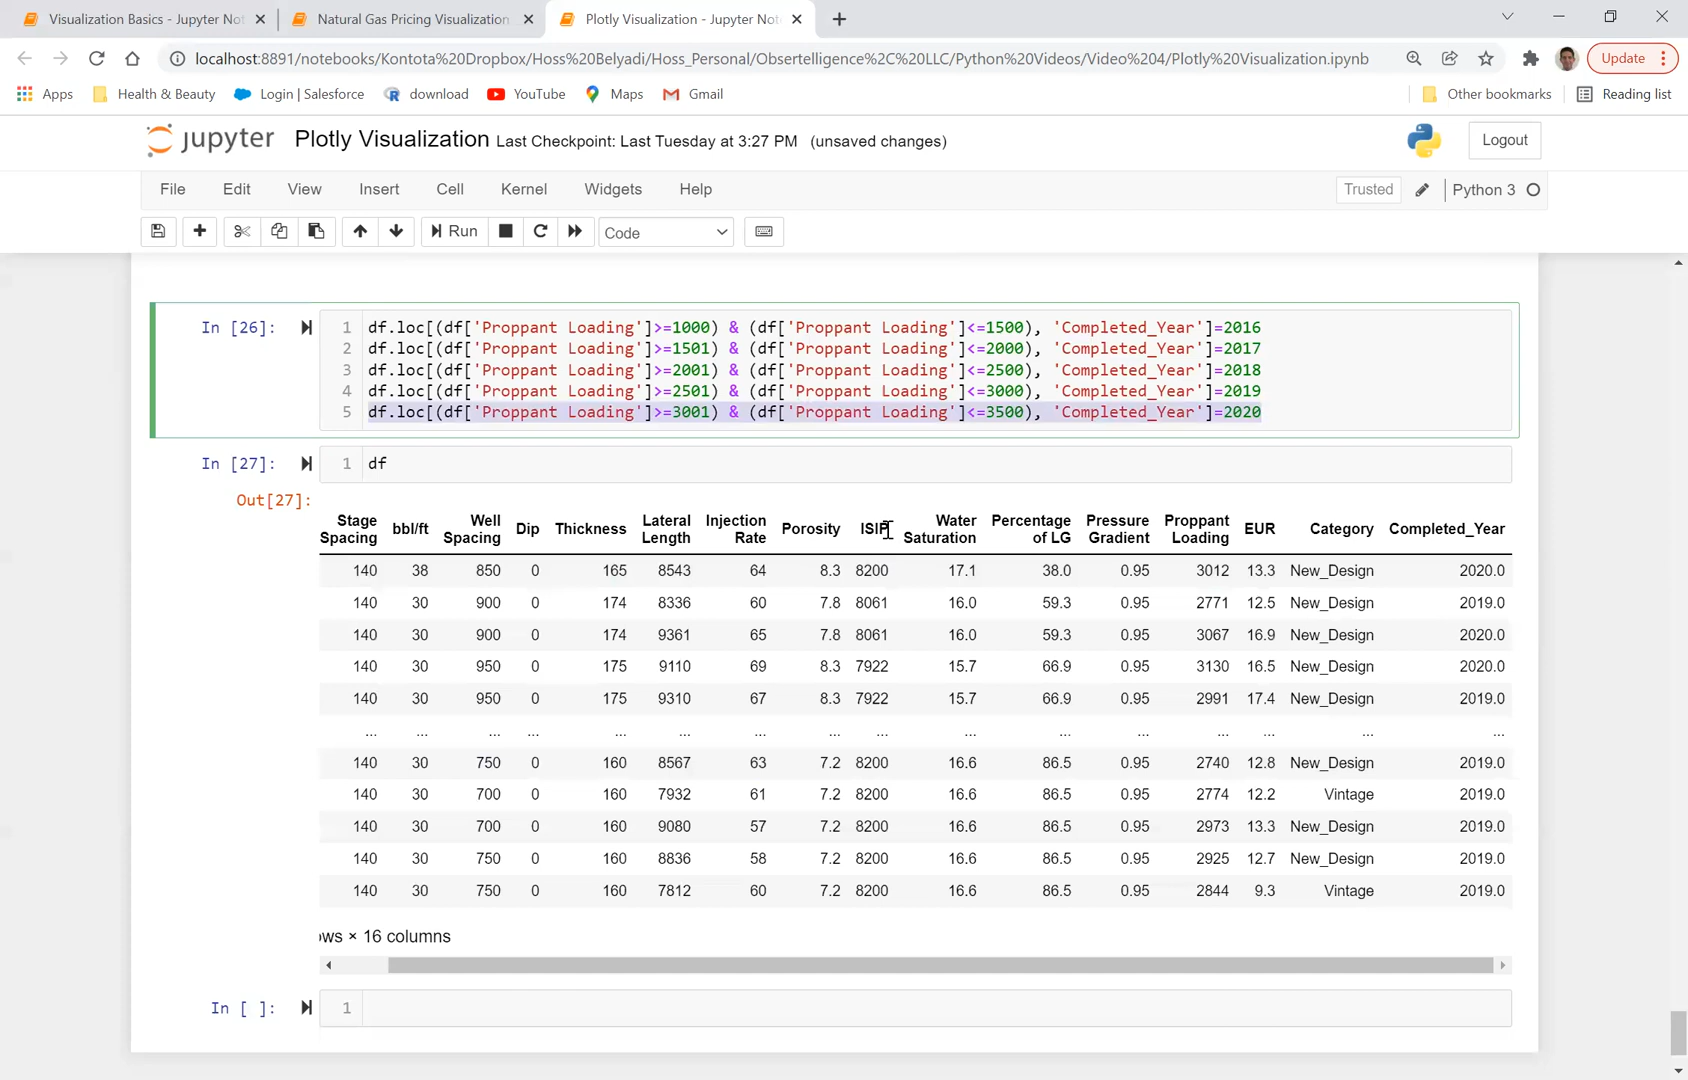 Visualization Basics - Jupyter Not
Natural Gas Pricing Visualization
Plotly Visualization - Jupyter Not
localhost:8891/notebooks/Kontota%20Dropbox/Hoss%20Belyadi/Hoss_Personal/Obsertelligence%2C%20LLC/Python%20Videos/Video%204/Plotly%20Visualization.ipynb
Update
Apps Health & Beauty Login | Salesforce download YouTube Maps Gmail Other bookmarks Reading list
jupyter Plotly Visualization Last Checkpoint: Last Tuesday at 3:27 PM (unsaved changes) Logout
File Edit View Insert Cell Kernel Widgets Help Trusted Python 3
Run Code
In [26]: 1 df.loc[(df['Proppant Loading']>=1000) & (df['Proppant Loading']<=1500), 'Completed_Year']=2016
2 df.loc[(df['Proppant Loading']>=1501) & (df['Proppant Loading']<=2000), 'Completed_Year']=2017
3 df.loc[(df['Proppant Loading']>=2001) & (df['Proppant Loading']<=2500), 'Completed_Year']=2018
4 df.loc[(df['Proppant Loading']>=2501) & (df['Proppant Loading']<=3000), 'Completed_Year']=2019
5 df.loc[(df['Proppant Loading']>=3001) & (df['Proppant Loading']<=3500), 'Completed_Year']=2020
In [27]: 1 df
Out[27]:
Stage Spacing bbl/ft Well Spacing Dip Thickness Lateral Length Injection Rate Porosity ISIP Water Saturation Percentage of LG Pressure Gradient Proppant Loading EUR Category Completed_Year
140 38 850 0 165 8543 64 8.3 8200 17.1 38.0 0.95 3012 13.3 New_Design 2020.0
140 30 900 0 174 8336 60 7.8 8061 16.0 59.3 0.95 2771 12.5 New_Design 2019.0
140 30 900 0 174 9361 65 7.8 8061 16.0 59.3 0.95 3067 16.9 New_Design 2020.0
140 30 950 0 175 9110 69 8.3 7922 15.7 66.9 0.95 3130 16.5 New_Design 2020.0
140 30 950 0 175 9310 67 8.3 7922 15.7 66.9 0.95 2991 17.4 New_Design 2019.0
... ... ... ... ... ... ... ... ... ... ... ... ... ... ... ...
140 30 750 0 160 8567 63 7.2 8200 16.6 86.5 0.95 2740 12.8 New_Design 2019.0
140 30 700 0 160 7932 61 7.2 8200 16.6 86.5 0.95 2774 12.2 Vintage 2019.0
140 30 700 0 160 9080 57 7.2 8200 16.6 86.5 0.95 2973 13.3 New_Design 2019.0
140 30 750 0 160 8836 58 7.2 8200 16.6 86.5 0.95 2925 12.7 New_Design 2019.0
140 30 750 0 160 7812 60 7.2 8200 16.6 86.5 0.95 2844 9.3 Vintage 2019.0
ows × 16 columns
In [ ]: 1